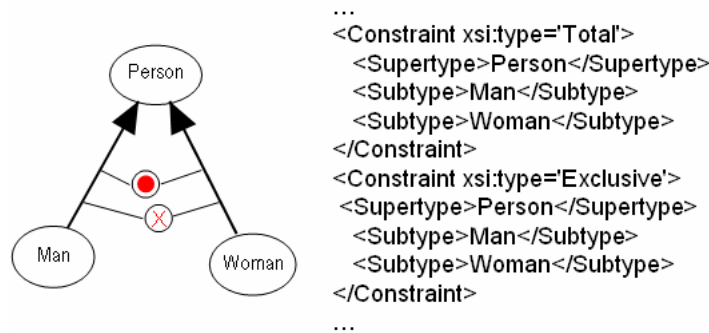 Person
Man
Woman
...
<Constraint xsi:type='Total'>
<Supertype>Person</Supertype>
<Subtype>Man</Subtype>
<Subtype>Woman</Subtype>
</Constraint>
<Constraint xsi:type='Exclusive'>
<Supertype>Person</Supertype>
<Subtype>Man</Subtype>
<Subtype>Woman</Subtype>
</Constraint>
...